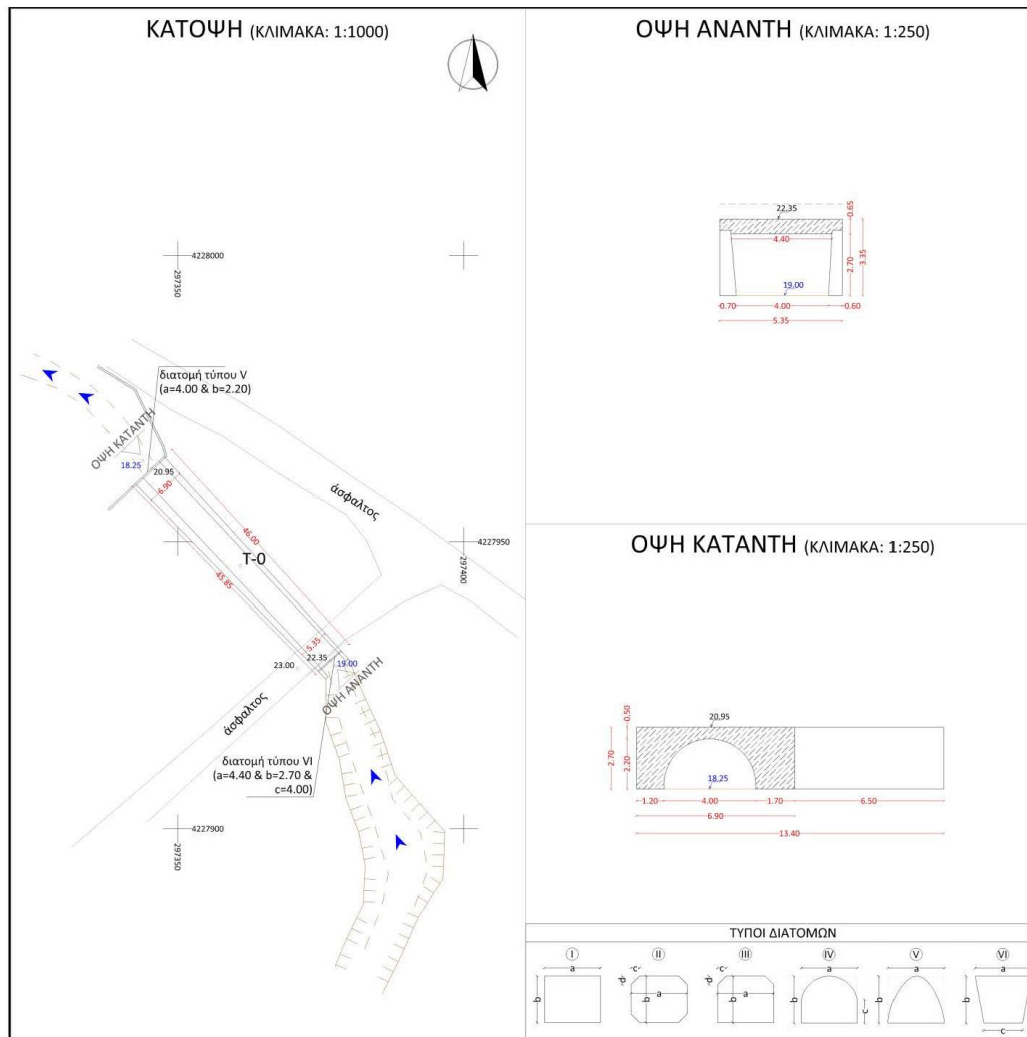 ΚΑΤΟΨΗ (ΚΛΙΜΑΚΑ: 1:1000)
4228000
297350
διατομή τύπου V
(a=4.00 & b=2.20)
ΟΨΗ ΚΑΤΑΝΤΗ
18.25
20.95
6.90
46.00
άσφαλτος
4227950
297400
T-0
45.85
5.35
22.35
23.00
19.00
ΟΨΗ ΑΝΑΝΤΗ
άσφαλτος
διατομή τύπου VI
(a=4.40 & b=2.70 &
c=4.00)
4227900
297350
ΟΨΗ ΑΝΑΝΤΗ (ΚΛΙΜΑΚΑ: 1:250)
22.35
0.65
4.40
2.70
3.35
19.00
0.70 4.00 0.60
5.35
ΟΨΗ ΚΑΤΑΝΤΗ (ΚΛΙΜΑΚΑ: 1:250)
0.50
20.95
2.70
2.20
18.25
1.20 4.00 1.70 6.50
6.90
13.40
ΤΥΠΟΙ ΔΙΑΤΟΜΩΝ
I II III IV V VI
a c c a a a
b d b a d b a b c b b c